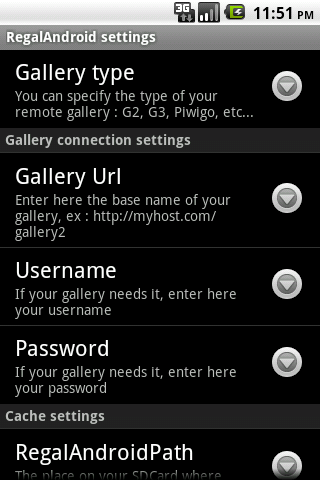 3G
11:51 PM
RegalAndroid settings
Gallery type
You can specify the type of your
remote gallery : G2, G3, Piwigo, etc...
Gallery connection settings
Gallery Url
Enter here the base name of your
gallery, ex : http://myhost.com/
gallery2
Username
If your gallery needs it, enter here
your username
Password
If your gallery needs it, enter here
your password
Cache settings
RegalAndroidPath
The place on your SDCard where